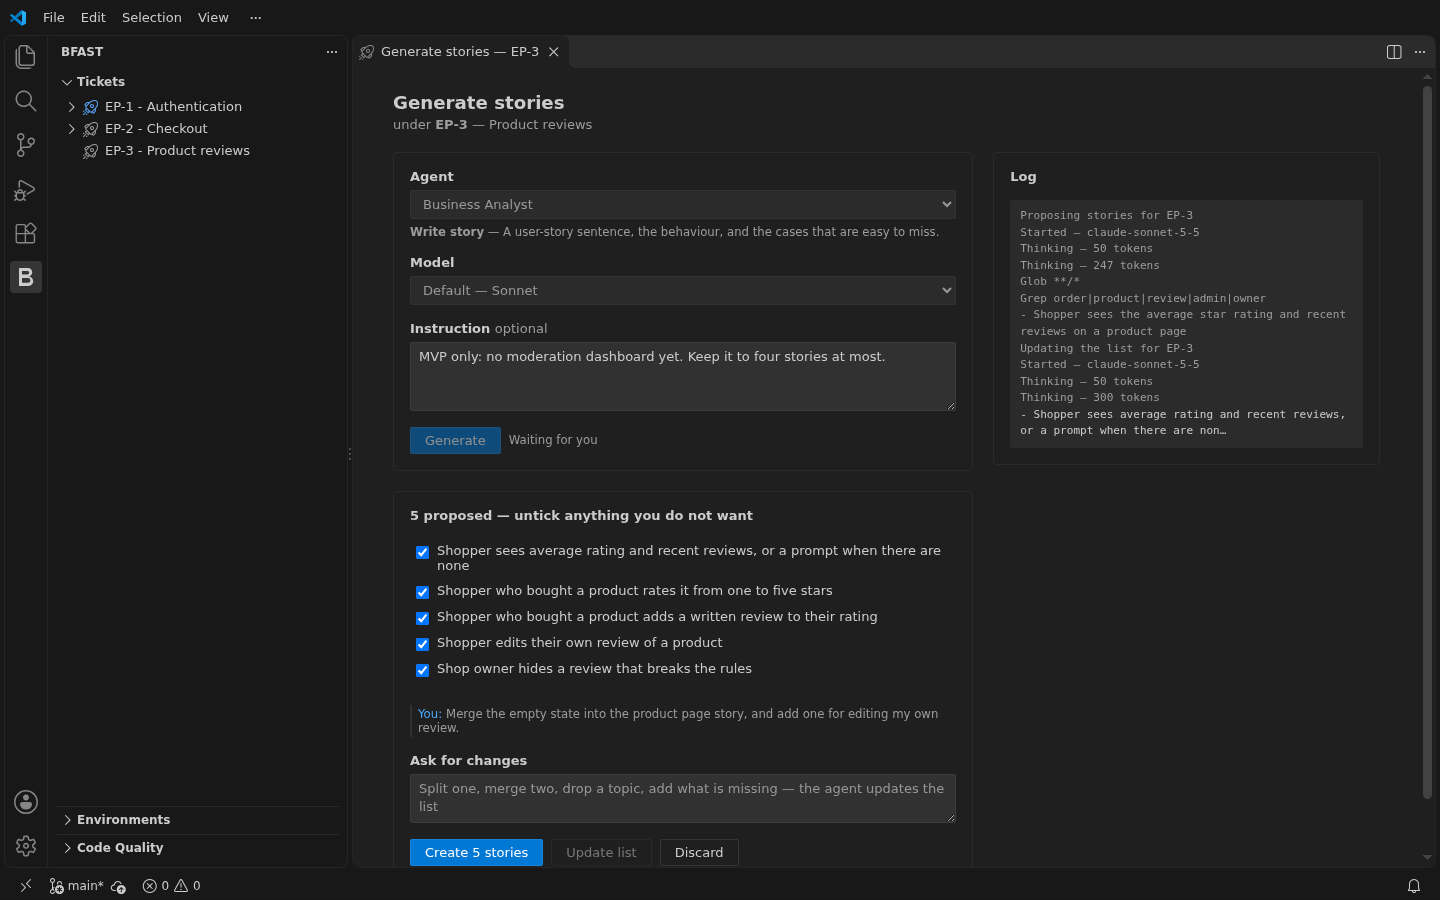 File Edit Selection View ···
BFAST
Generate stories — EP-3
Tickets
EP-1 - Authentication
EP-2 - Checkout
EP-3 - Product reviews
Environments
Code Quality
Generate stories
under EP-3 — Product reviews
Agent
Business Analyst
Write story — A user-story sentence, the behaviour, and the cases that are easy to miss.
Model
Default — Sonnet
Instruction optional
MVP only: no moderation dashboard yet. Keep it to four stories at most.
Generate Waiting for you
Log
Proposing stories for EP-3
Started — claude-sonnet-5-5
Thinking — 50 tokens
Thinking — 247 tokens
Glob **/*
Grep order|product|review|admin|owner
- Shopper sees the average star rating and recent
reviews on a product page
Updating the list for EP-3
Started — claude-sonnet-5-5
Thinking — 50 tokens
Thinking — 300 tokens
- Shopper sees average rating and recent reviews,
or a prompt when there are non…
5 proposed — untick anything you do not want
Shopper sees average rating and recent reviews, or a prompt when there are
none
Shopper who bought a product rates it from one to five stars
Shopper who bought a product adds a written review to their rating
Shopper edits their own review of a product
Shop owner hides a review that breaks the rules
You: Merge the empty state into the product page story, and add one for editing my own
review.
Ask for changes
Split one, merge two, drop a topic, add what is missing — the agent updates the
list
Create 5 stories Update list Discard
main* 0 0